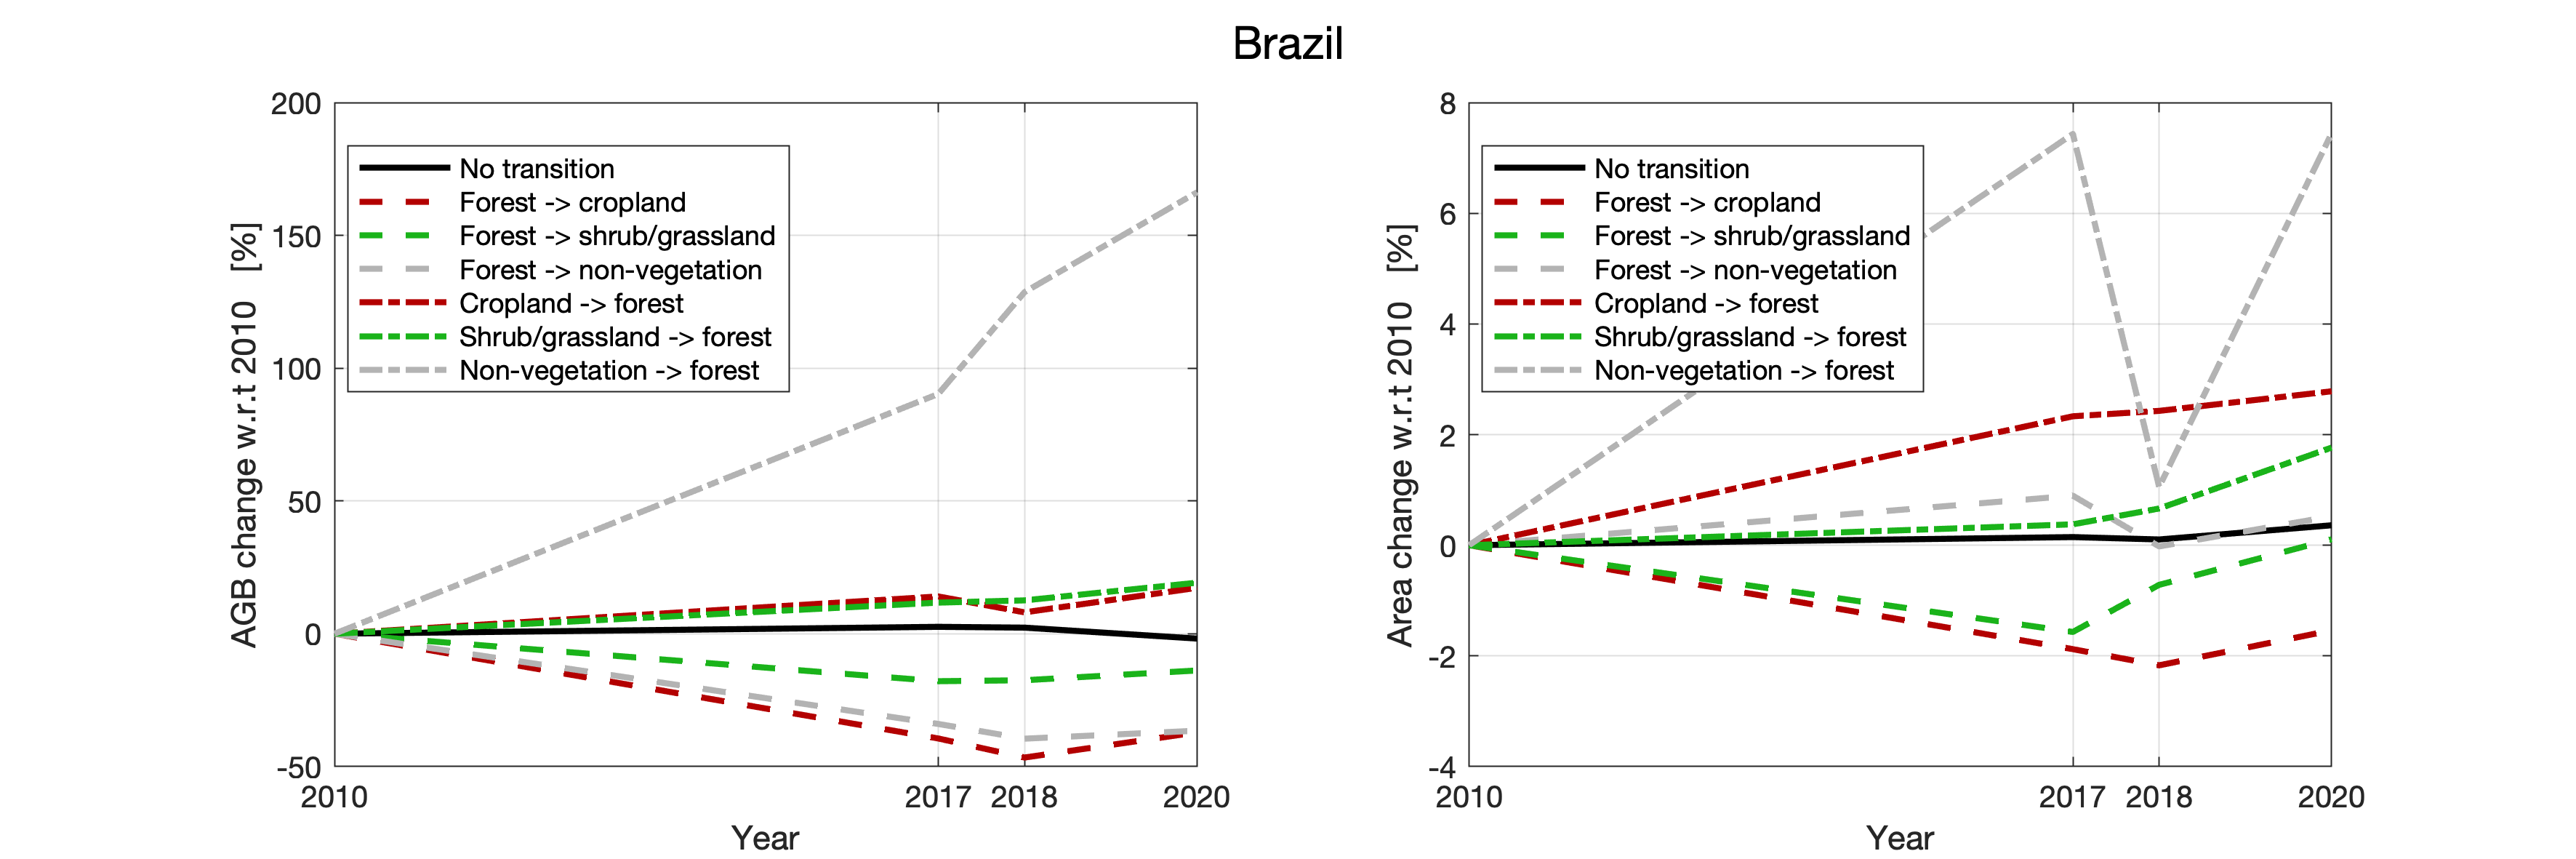 Brazil
AGB change w.r.t 2010 [%]
200
150
100
50
0
-50
No transition
Forest -> cropland
Forest -> shrub/grassland
Forest -> non-vegetation
Cropland -> forest
Shrub/grassland -> forest
Non-vegetation -> forest
2010 2017 2018 2020
Year
Area change w.r.t 2010 [%]
8
6
4
2
0
-2
-4
No transition
Forest -> cropland
Forest -> shrub/grassland
Forest -> non-vegetation
Cropland -> forest
Shrub/grassland -> forest
Non-vegetation -> forest
2010 2017 2018 2020
Year